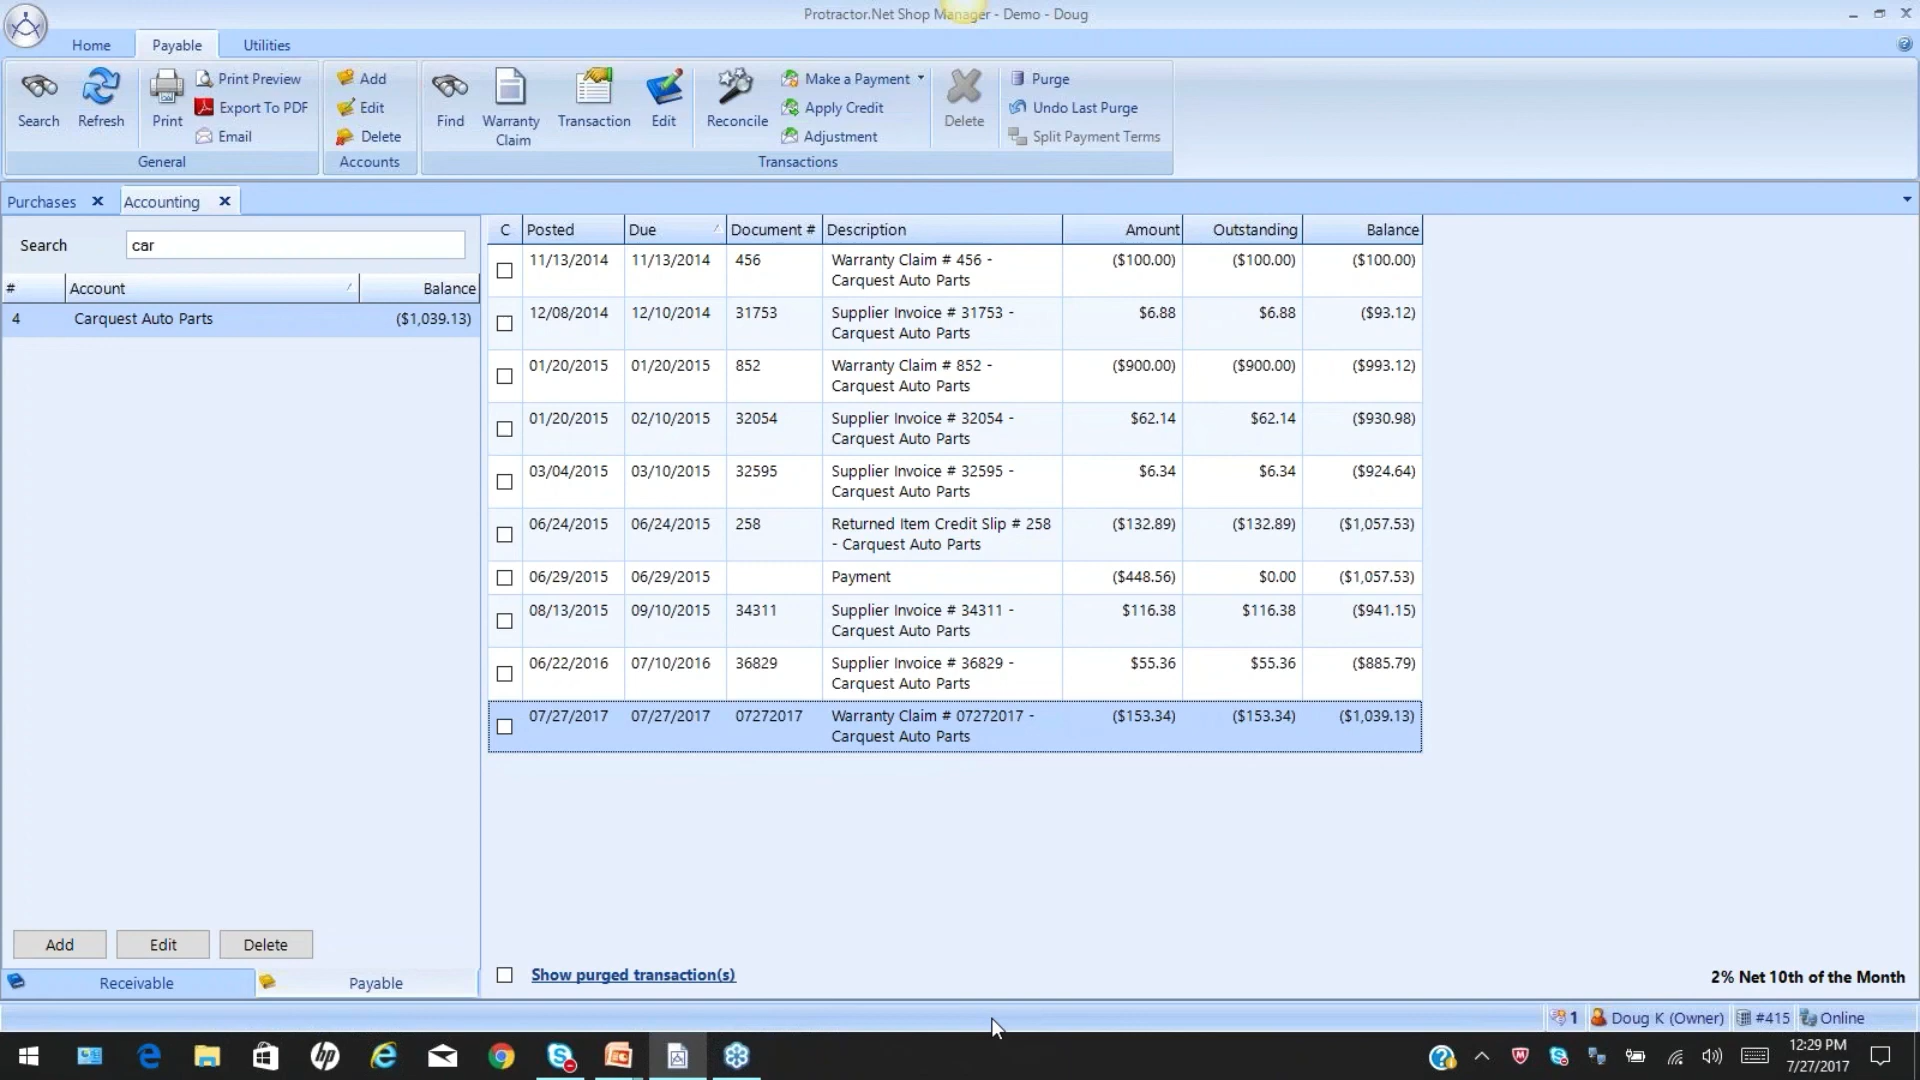 Protractor.Net Shop Manager - Demo - Doug
Home Payable Utilities
Search Refresh Print Print Preview Export To PDF Email
General
Add Edit Delete
Accounts
Find Warranty Claim Transaction Edit Reconcile Make a Payment Apply Credit Adjustment Delete Purge Undo Last Purge Split Payment Terms
Transactions
Purchases Accounting
Search car
# Account Balance
4 Carquest Auto Parts ($1,039.13)
C Posted Due Document # Description Amount Outstanding Balance
11/13/2014 11/13/2014 456 Warranty Claim # 456 - ($100.00) ($100.00) ($100.00)
Carquest Auto Parts
12/08/2014 12/10/2014 31753 Supplier Invoice # 31753 - $6.88 $6.88 ($93.12)
Carquest Auto Parts
01/20/2015 01/20/2015 852 Warranty Claim # 852 - ($900.00) ($900.00) ($993.12)
Carquest Auto Parts
01/20/2015 02/10/2015 32054 Supplier Invoice # 32054 - $62.14 $62.14 ($930.98)
Carquest Auto Parts
03/04/2015 03/10/2015 32595 Supplier Invoice # 32595 - $6.34 $6.34 ($924.64)
Carquest Auto Parts
06/24/2015 06/24/2015 258 Returned Item Credit Slip # 258 ($132.89) ($132.89) ($1,057.53)
- Carquest Auto Parts
06/29/2015 06/29/2015 Payment ($448.56) $0.00 ($1,057.53)
08/13/2015 09/10/2015 34311 Supplier Invoice # 34311 - $116.38 $116.38 ($941.15)
Carquest Auto Parts
06/22/2016 07/10/2016 36829 Supplier Invoice # 36829 - $55.36 $55.36 ($885.79)
Carquest Auto Parts
07/27/2017 07/27/2017 07272017 Warranty Claim # 07272017 - ($153.34) ($153.34) ($1,039.13)
Carquest Auto Parts
Add Edit Delete
Receivable Payable
Show purged transaction(s)
2% Net 10th of the Month
1 Doug K (Owner) #415 Online
12:29 PM
7/27/2017